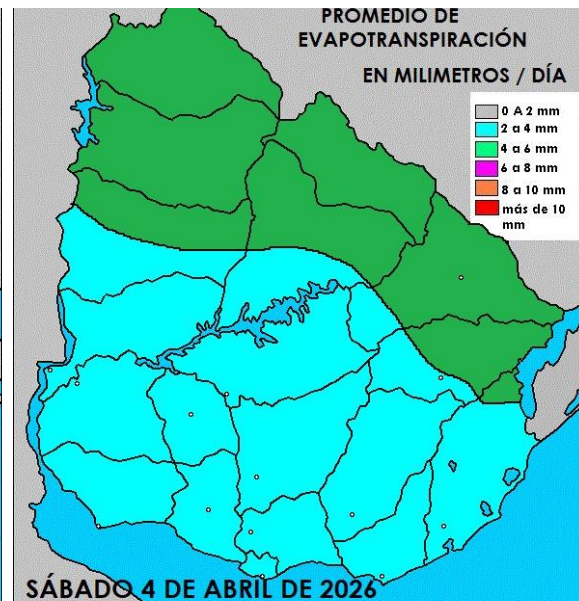 PROMEDIO DE
EVAPOTRANSPIRACIÓN
EN MILIMETROS / DÍA
0 A 2 mm
2 a 4 mm
4 a 6 mm
6 a 8 mm
8 a 10 mm
más de 10
mm
SÁBADO 4 DE ABRIL DE 2026